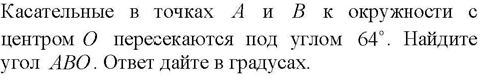 Касательные в точках A и B к окружности с
центром O пересекаются под углом 64°. Найдите
угол ABO. Ответ дайте в градусах.